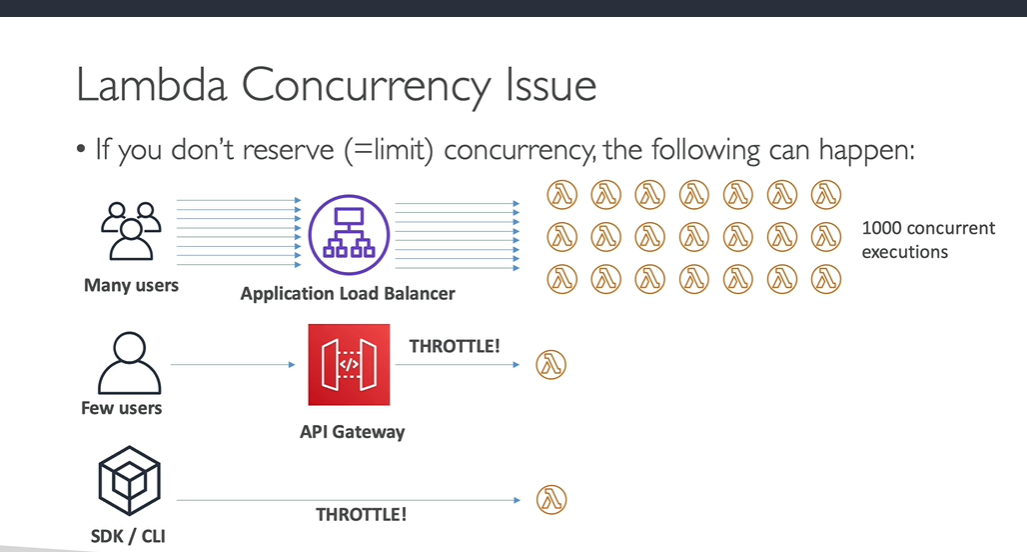 Lambda Concurrency Issue
• If you don't reserve (=limit) concurrency, the following can happen:
1000 concurrent
executions
Many users
Application Load Balancer
THROTTLE!
</>
Few users
API Gateway
THROTTLE!
SDK / CLI